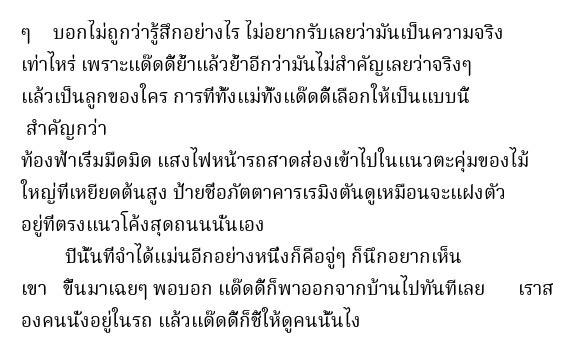 ๆ    บอกไม่ถูกว่ารู้สึกอย่างไร ไม่อยากรับเลยว่ามันเป็นความจริง
เท่าไหร่ เพราะแด๊ดดี้ย้ำแล้วย้ำอีกว่ามันไม่สำคัญเลยว่าจริงๆ
แล้วเป็นลูกของใคร การที่ทั้งแม่ทั้งแด๊ดดี้เลือกให้เป็นแบบนี้
สำคัญกว่า
ท้องฟ้าเริ่มมืดมิด แสงไฟหน้ารถสาดส่องเข้าไปในแนวตะคุ่มของไม้
ใหญ่ที่เหยียดต้นสูง ป้ายชื่อภัตตาคารเรมิงตันดูเหมือนจะแฝงตัว
อยู่ที่ตรงแนวโค้งสุดถนนนั่นเอง
ปีนั้นที่จำได้แม่นอีกอย่างหนึ่งก็คือจู่ๆ ก็นึกอยากเห็น
เขา   ขึ้นมาเฉยๆ พอบอก แด๊ดดี้ก็พาออกจากบ้านไปทันทีเลย      เราส
องคนนั่งอยู่ในรถ แล้วแด๊ดดี้ก็ชี้ให้ดูคนนั้นไง